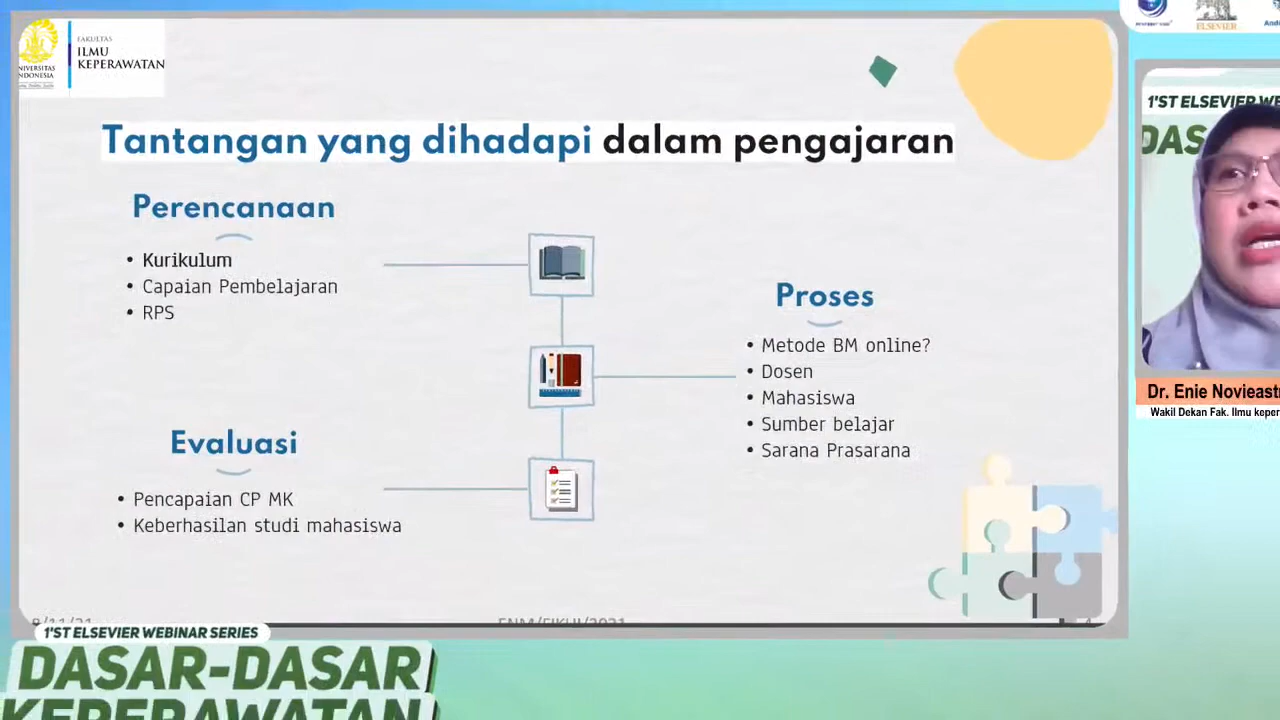 FAKULTAS
ILMU
KEPERAWATAN
UNIVERSITAS
INDONESIA
Tantangan yang dihadapi dalam pengajaran
Perencanaan
• Kurikulum
• Capaian Pembelajaran
• RPS
Proses
• Metode BM online?
• Dosen
• Mahasiswa
• Sumber belajar
• Sarana Prasarana
Evaluasi
• Pencapaian CP MK
• Keberhasilan studi mahasiswa
ELSEVIER
1'ST ELSEVIER WEBINAR
DAS
Dr. Enie Novieast
Wakil Dekan Fak. Ilmu keper
1'ST ELSEVIER WEBINAR SERIES
DASAR-DASAR
KEPERAWATAN